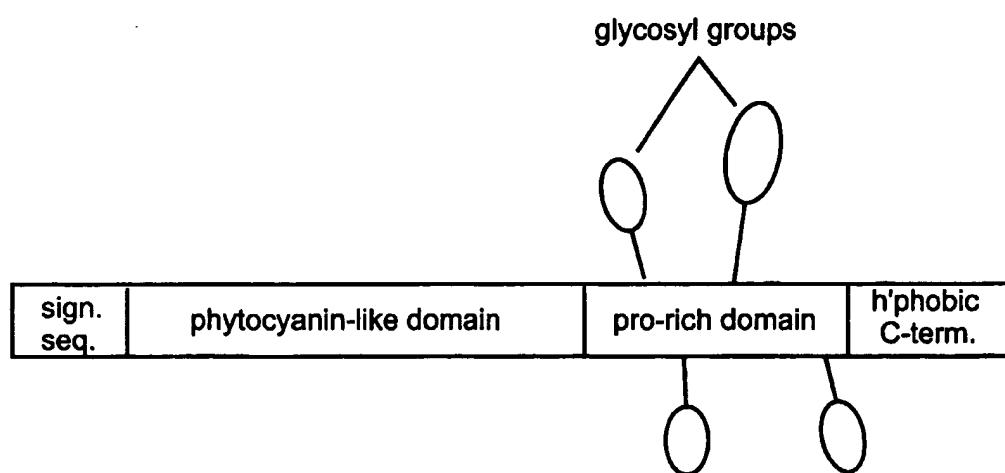 glycosyl groups
sign.
seq.
phytocyanin-like domain
pro-rich domain
h'phobic
C-term.